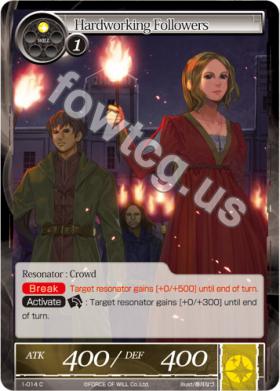 Hardworking Followers
WILL
1
fowtcg.us
Resonator : Crowd
Break Target resonator gains [+0/+500] until end of turn.
Activate : Target resonator gains [+0/+300] until end
of turn.
ATK 400 / DEF 400
1-014 C ©FORCE OF WILL Co.,Ltd.